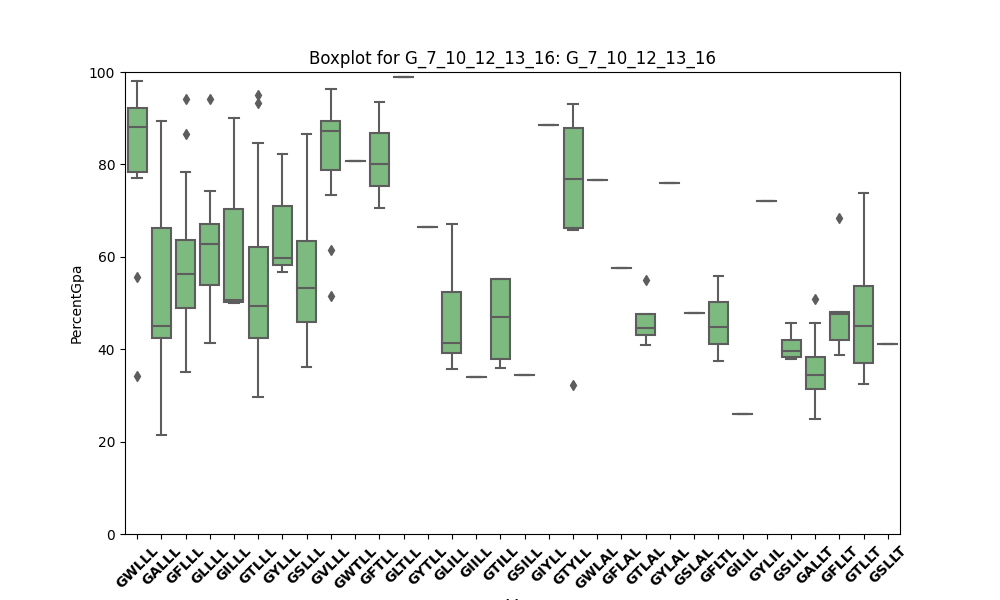 Boxplot for G_7_10_12_13_16: G_7_10_12_13_16
PercentGpa
100
80
60
40
20
0
GWLLL
GALLL
GFLLL
GLLLL
GILLL
GTLLL
GYLLL
GSLLL
GVLLL
GWTLL
GFTLL
GLTLL
GYTLL
GLILL
GIILL
GTILL
GSILL
GIYLL
GTYLL
GWLAL
GFLAL
GTLAL
GYLAL
GSLAL
GFLTL
GILIL
GYLIL
GSLIL
GALLT
GFLLT
GTLLT
GSLLT